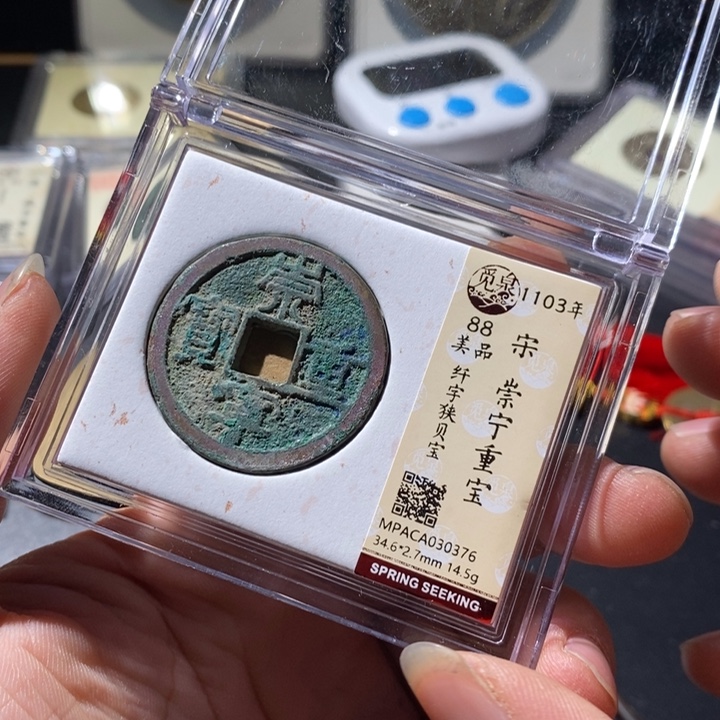 崇
重
寧
寶
觅泉
1103年
宋 崇宁重宝
88
美品
纤字狭贝宝
MPACA030376
34.6*2.7mm 14.5g
SPRING SEEKING